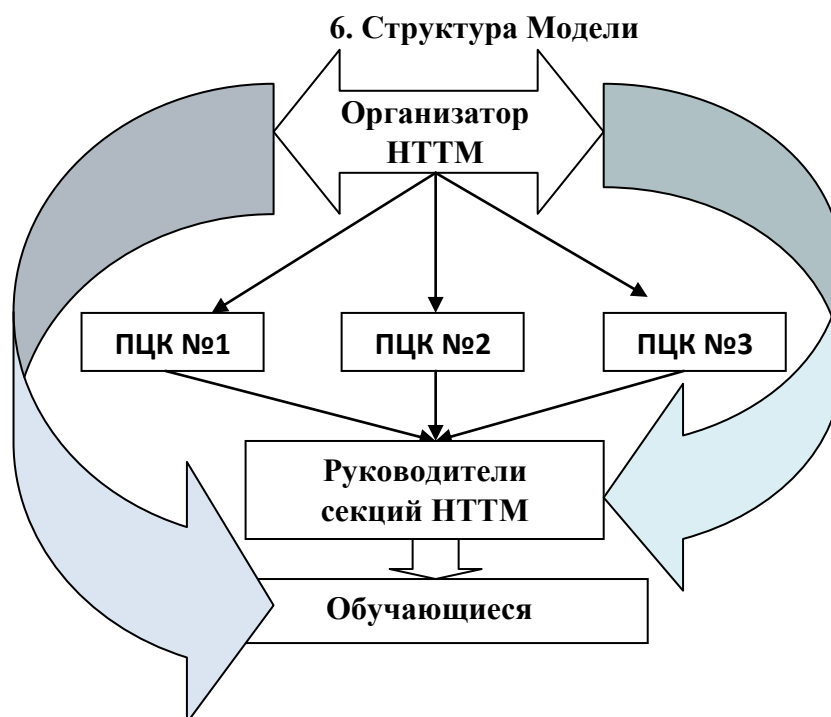 6. Структура Модели
Организатор
НТТМ
ПЦК №1
ПЦК №2
ПЦК №3
Руководители
секций НТТМ
Обучающиеся